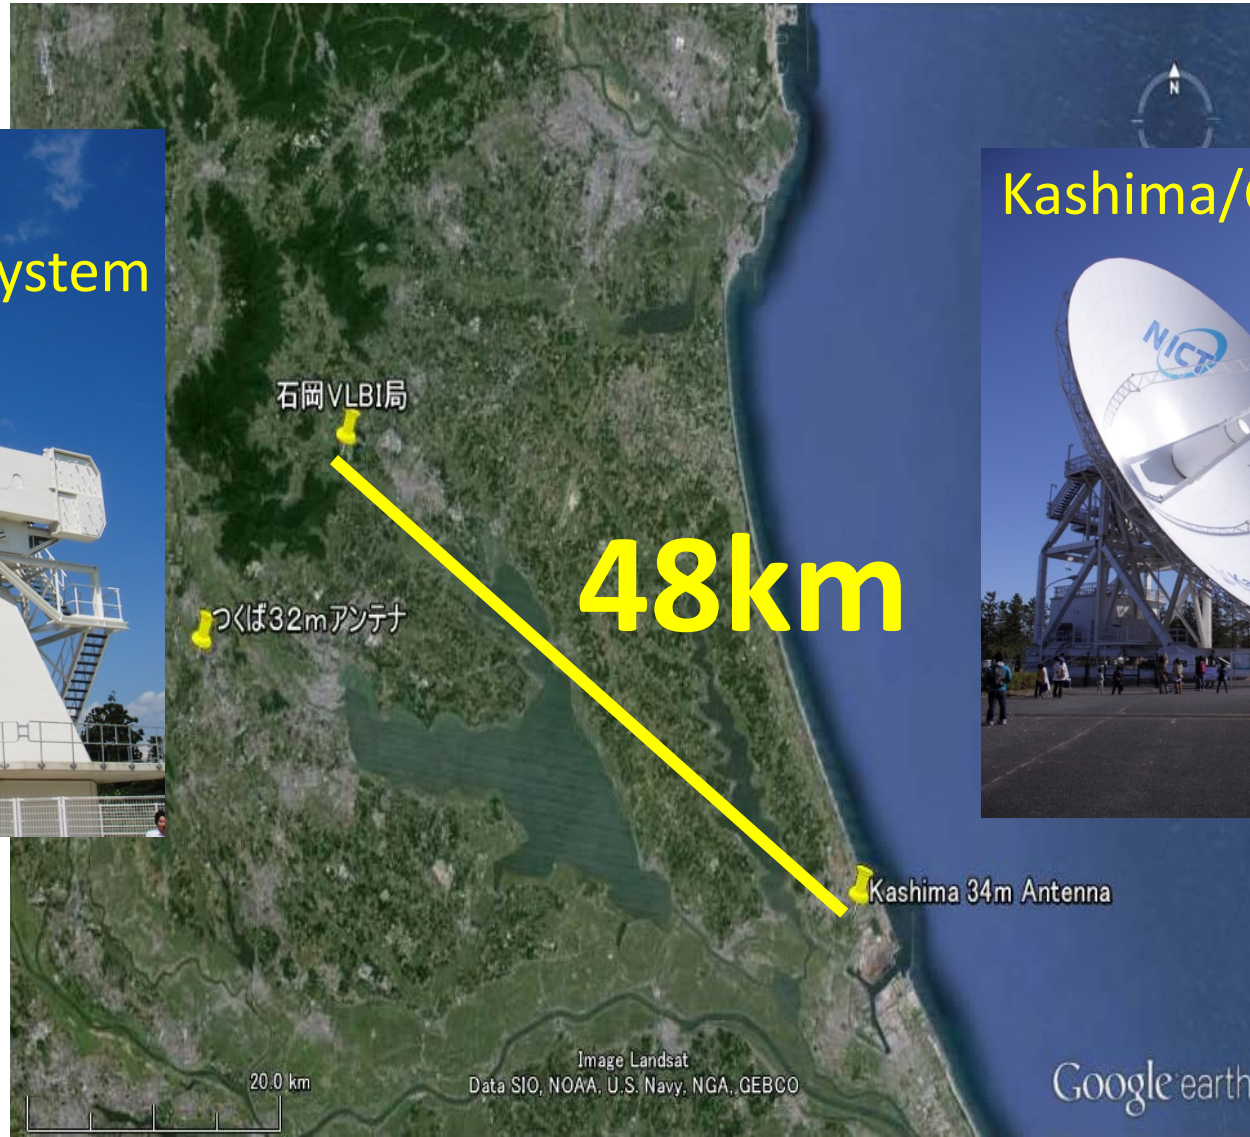 N
Kashima/
ystem
NICT
石岡VLBI局
48km
つくば32mアンテナ
Kashima 34m Antenna
Image Landsat
Data SIO, NOAA, U.S. Navy, NGA, GEBCO
20.0 km
Google earth